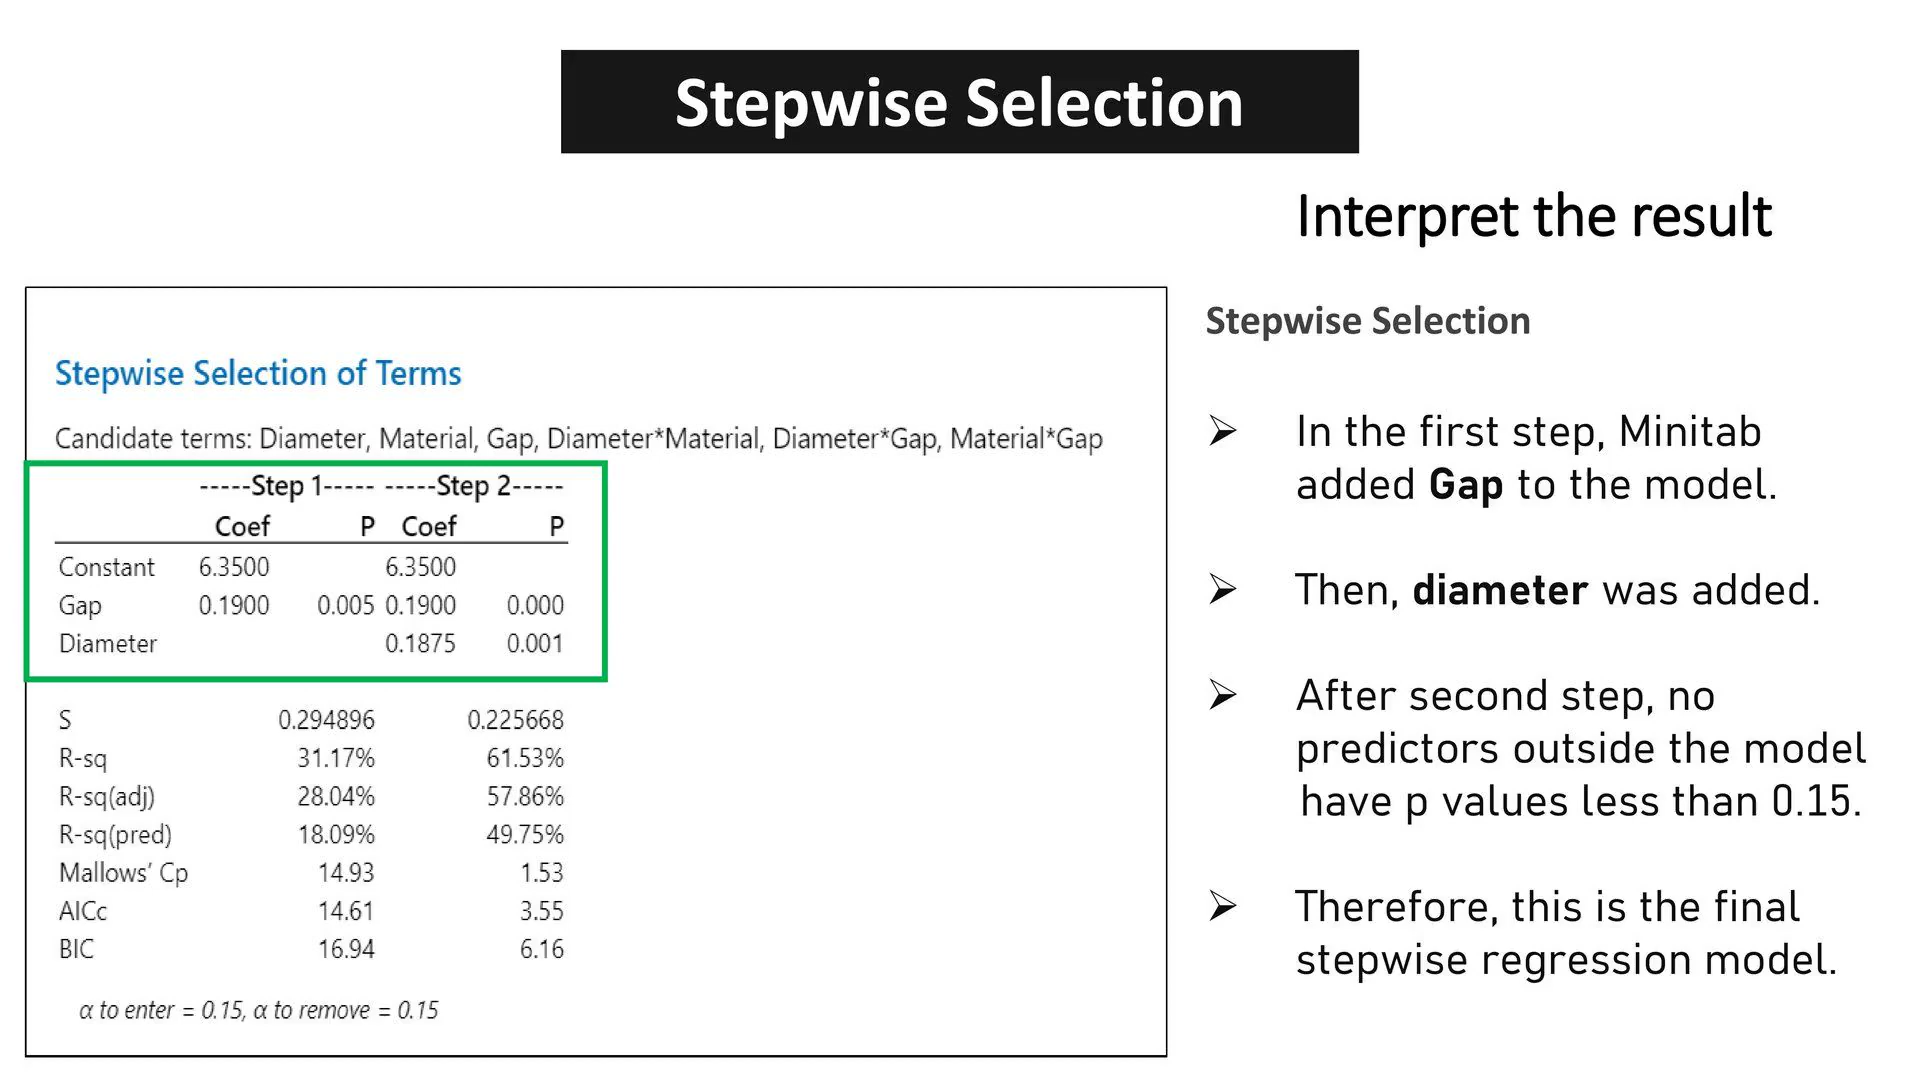 Stepwise Selection
Interpret the result
Stepwise Selection of Terms
Candidate terms: Diameter, Material, Gap, Diameter*Material, Diameter*Gap, Material*Gap
-----Step 1----- -----Step 2-----
Coef P Coef P
Constant 6.3500 6.3500
Gap 0.1900 0.005 0.1900 0.000
Diameter 0.1875 0.001
S 0.294896 0.225668
R-sq 31.17% 61.53%
R-sq(adj) 28.04% 57.86%
R-sq(pred) 18.09% 49.75%
Mallows’ Cp 14.93 1.53
AICc 14.61 3.55
BIC 16.94 6.16
α to enter = 0.15, α to remove = 0.15
Stepwise Selection
➢ In the first step, Minitab
added Gap to the model.
➢ Then, diameter was added.
➢ After second step, no
predictors outside the model
have p values less than 0.15.
➢ Therefore, this is the final
stepwise regression model.